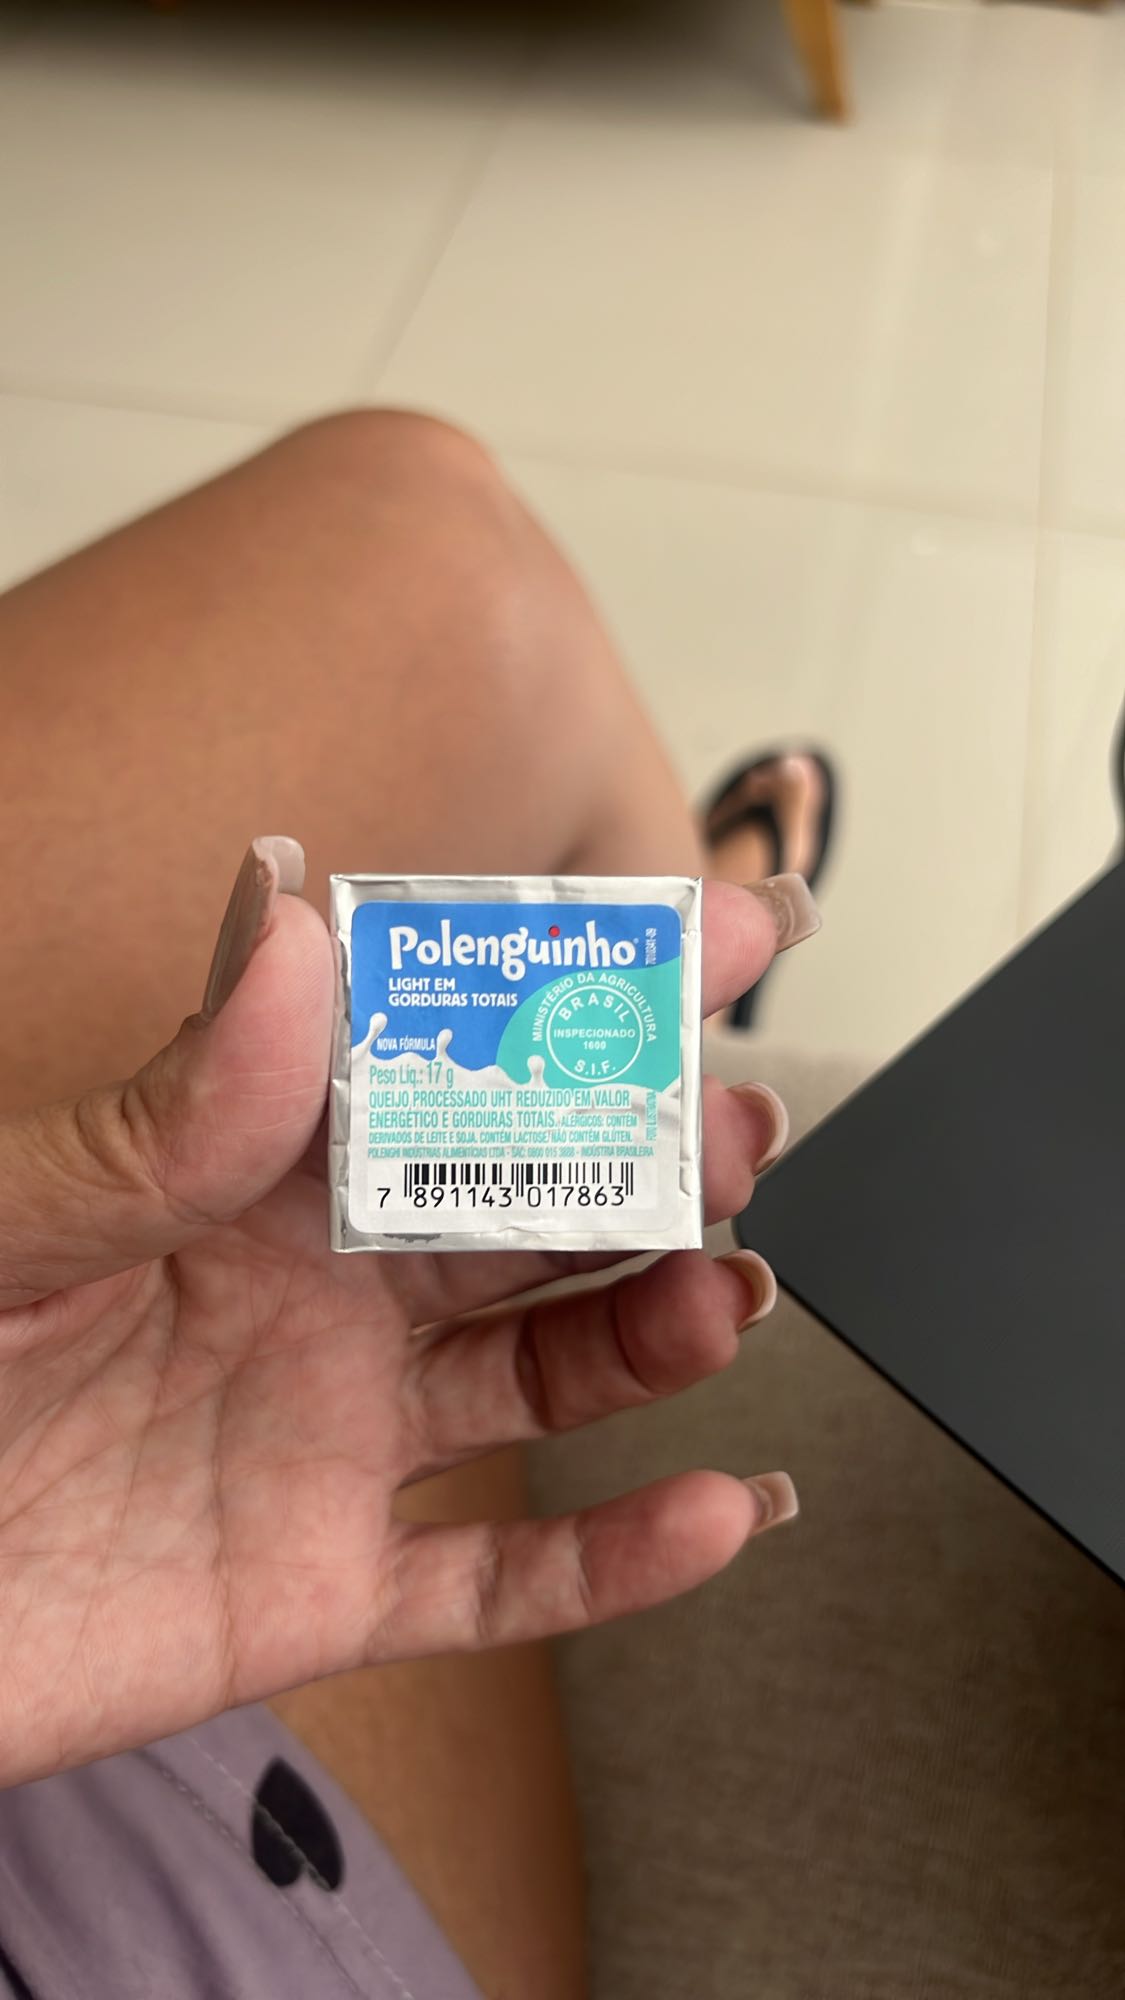 Polenguinho®
LIGHT EM
GORDURAS TOTAIS
MINISTÉRIO DA AGRICULTURA
BRASIL
INSPECIONADO
1600
S.I.F.
NOVA FÓRMULA
Peso Líq.: 17 g
QUEIJO PROCESSADO UHT REDUZIDO EM VALOR
ENERGÉTICO E GORDURAS TOTAIS. ALÉRGICOS: CONTÉM
DERIVADOS DE LEITE E SOJA. CONTÉM LACTOSE. NÃO CONTÉM GLÚTEN.
POLENGHI INDÚSTRIAS ALIMENTÍCIAS LTDA - SAC: 0800 015 3888 - INDÚSTRIA BRASILEIRA
FOTO ILUSTRATIVA
7 891143 017863